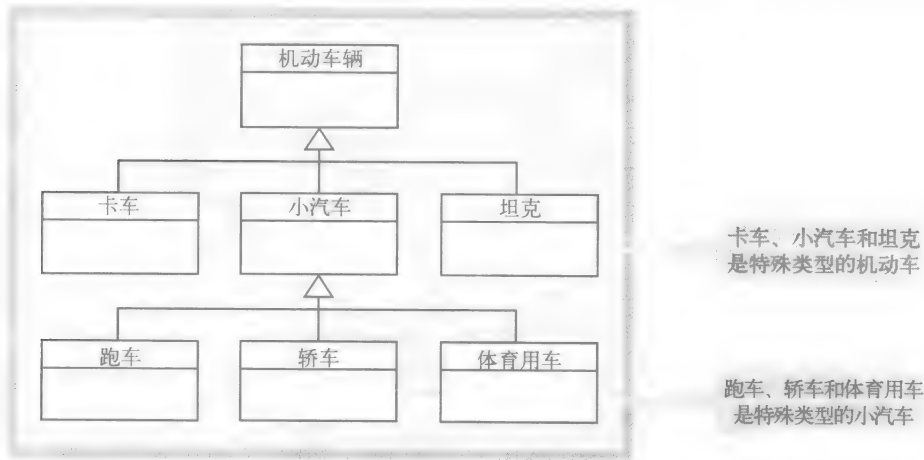 机动车辆
卡车
小汽车
坦克
卡车、小汽车和坦克
是特殊类型的机动车
跑车
轿车
体育用车
跑车、轿车和体育用车
是特殊类型的小汽车